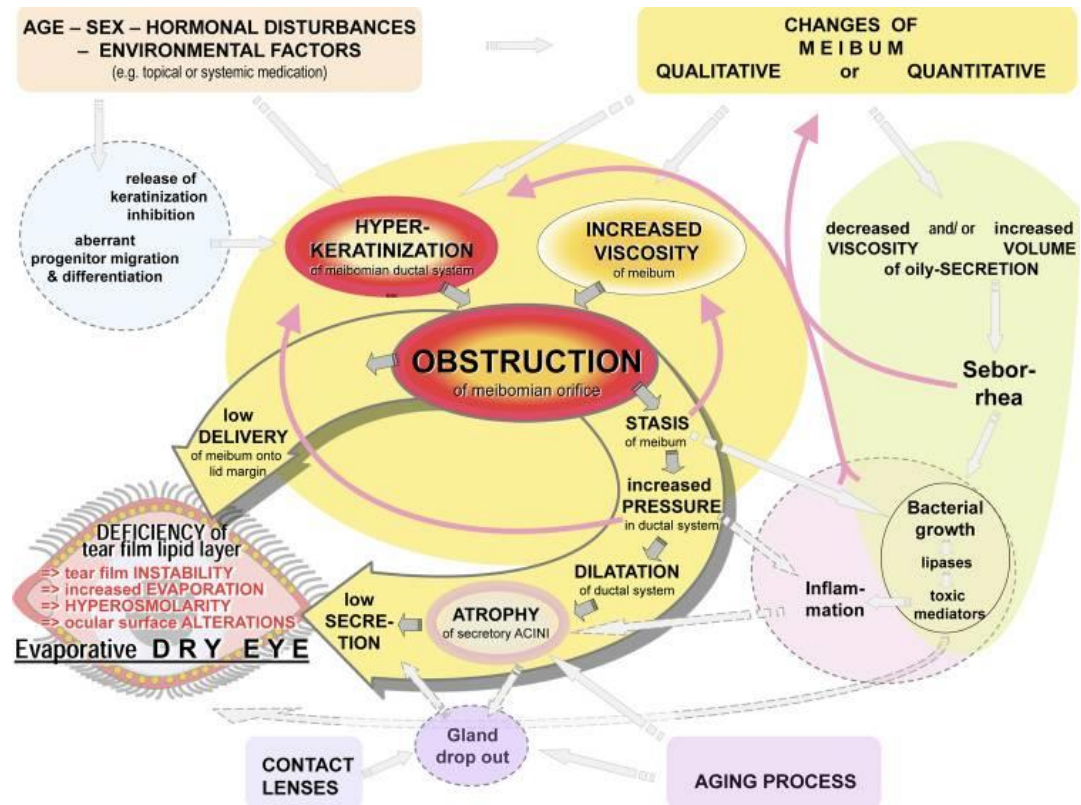 AGE – SEX – HORMONAL DISTURBANCES
– ENVIRONMENTAL FACTORS
(e.g. topical or systemic medication)
CHANGES OF
MEIBUM
QUALITATIVE or QUANTITATIVE
release of
keratinization
inhibition
aberrant
progenitor migration
& differentiation
HYPER-
KERATINIZATION
of meibomian ductal system
INCREASED
VISCOSITY
of meibum
decreased and/ or increased
VISCOSITY VOLUME
of oily-SECRETION
OBSTRUCTION
of meibomian orifice
Sebor-
rhea
low
DELIVERY
of meibum onto
lid margin
STASIS
of meibum
increased
PRESSURE
in ductal system
DILATATION
of ductal system
Bacterial
growth
lipases
toxic
mediators
Inflam-
mation
DEFICIENCY of
tear film lipid layer
=> tear film INSTABILITY
=> increased EVAPORATION
=> HYPEROSMOLARITY
=> ocular surface ALTERATIONS
Evaporative DRY EYE
low
SECRE-
TION
ATROPHY
of secretory ACINI
Gland
drop out
CONTACT
LENSES
AGING PROCESS